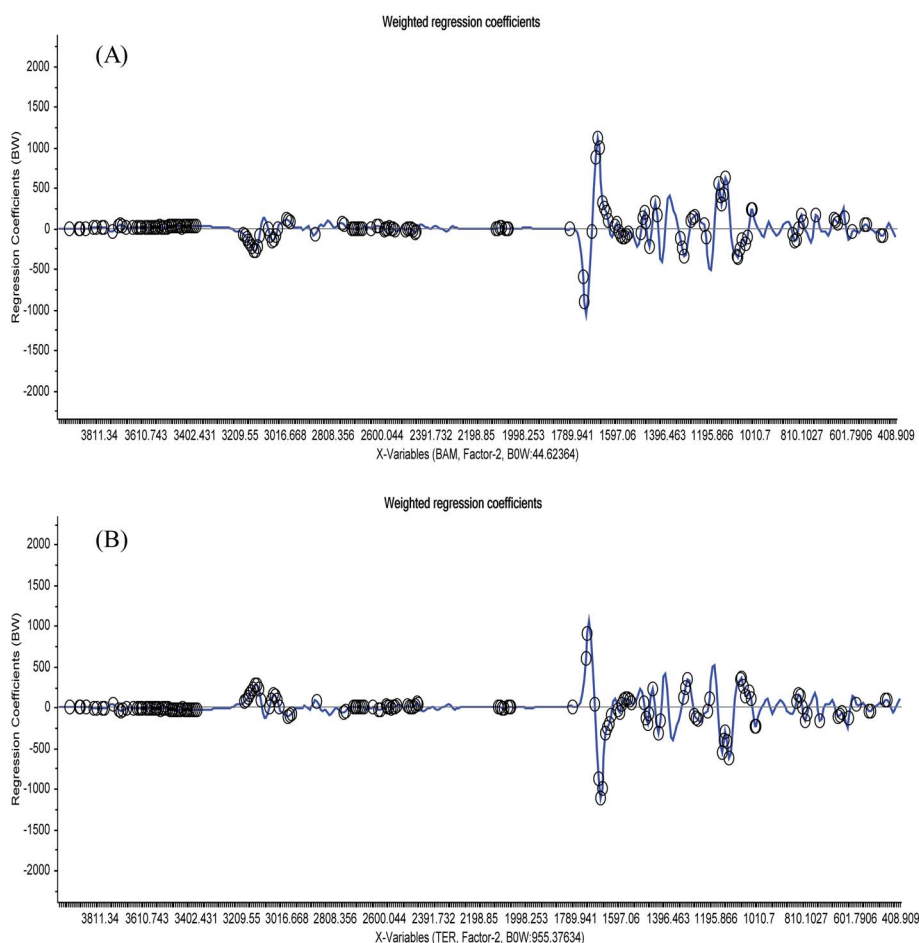 Weighted regression coefficients
(A)
Regression Coefficients (BW)
2000
1500
1000
500
0
-500
-1000
-1500
-2000
3811.34 3610.743 3402.431 3209.55 3016.668 2808.356 2600.044 2391.732 2198.85 1998.253 1789.941 1597.06 1396.463 1195.866 1010.7 810.1027 601.7906 408.909
X-Variables (BAM, Factor-2, B0W:44.62364)
Weighted regression coefficients
(B)
Regression Coefficients (BW)
2000
1500
1000
500
0
-500
-1000
-1500
-2000
3811.34 3610.743 3402.431 3209.55 3016.668 2808.356 2600.044 2391.732 2198.85 1998.253 1789.941 1597.06 1396.463 1195.866 1010.7 810.1027 601.7906 408.909
X-Variables (TER, Factor-2, B0W:955.37634)